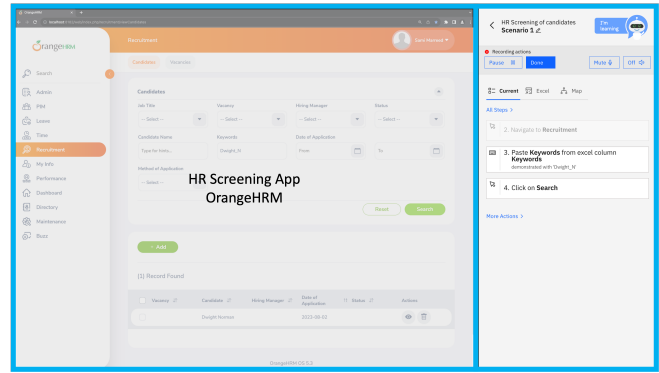 OrangeHRM
localhost
OrangeHRM
Search
Admin
PIM
Leave
Time
Recruitment
My Info
Performance
Dashboard
Directory
Maintenance
Buzz
Recruitment
Sara Menwel
Candidates
Vacancies
Candidates
Job Title
Vacancy
Hiring Manager
Status
-- Select --
-- Select --
-- Select --
-- Select --
Candidate Name
Keywords
Date of Application
Type for hints...
Dwight_N
From
To
Method of Application
-- Select --
HR Screening App
OrangeHRM
Reset
Search
+ Add
(1) Record Found
Vacancy
Candidate
Hiring Manager
Date of Application
Status
Actions
Dwight Norman
2023-08-02
OrangeHRM OS 5.3
HR Screening of candidates
Scenario 1
I'm learning
Recording actions
Pause
Done
Mute
Off
Current
Excel
Map
All Steps >
2. Navigate to Recruitment
3. Paste Keywords from excel column
Keywords
demonstrated with 'Dwight_N'
4. Click on Search
More Actions >